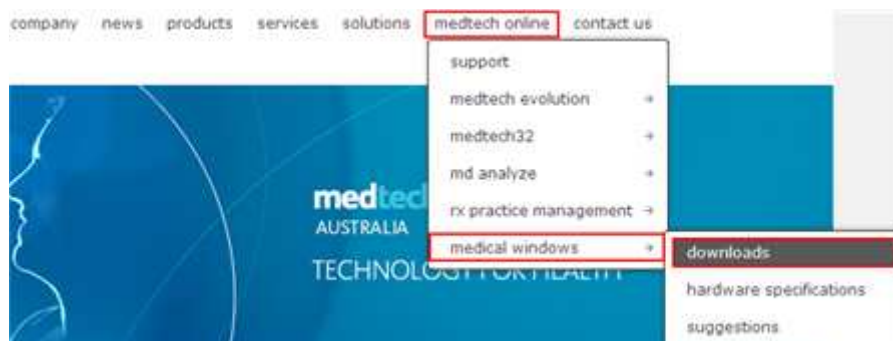 company news products services solutions medtech online contact us
support
medtech evolution
medtech32
md analyze
rx practice management
medical windows
downloads
hardware specifications
suggestions
AUSTRALIA